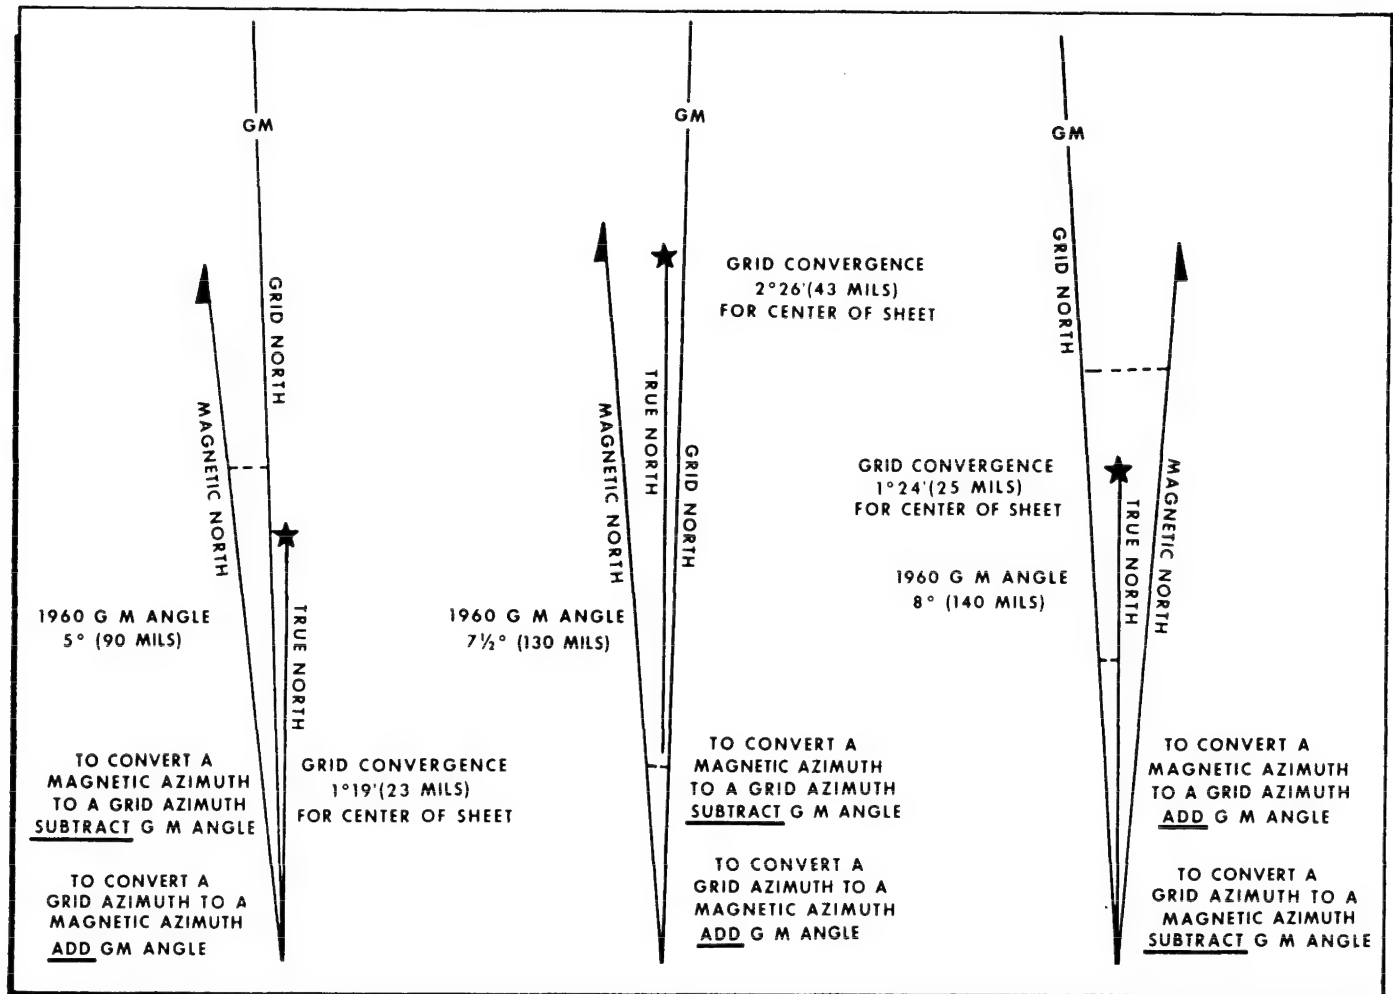 GM
GRID NORTH
MAGNETIC NORTH
TRUE NORTH
1960 G M ANGLE
5° (90 MILS)
GRID CONVERGENCE
1°19'(23 MILS)
FOR CENTER OF SHEET
TO CONVERT A
MAGNETIC AZIMUTH
TO A GRID AZIMUTH
SUBTRACT G M ANGLE
TO CONVERT A
GRID AZIMUTH TO A
MAGNETIC AZIMUTH
ADD GM ANGLE
GM
GRID CONVERGENCE
2°26'(43 MILS)
FOR CENTER OF SHEET
TRUE NORTH
MAGNETIC NORTH
GRID NORTH
1960 G M ANGLE
7½° (130 MILS)
TO CONVERT A
MAGNETIC AZIMUTH
TO A GRID AZIMUTH
SUBTRACT G M ANGLE
TO CONVERT A
GRID AZIMUTH TO A
MAGNETIC AZIMUTH
ADD G M ANGLE
GM
GRID NORTH
GRID CONVERGENCE
1°24'(25 MILS)
FOR CENTER OF SHEET
MAGNETIC NORTH
TRUE NORTH
1960 G M ANGLE
8° (140 MILS)
TO CONVERT A
MAGNETIC AZIMUTH
TO A GRID AZIMUTH
ADD G M ANGLE
TO CONVERT A
GRID AZIMUTH TO A
MAGNETIC AZIMUTH
SUBTRACT G M ANGLE